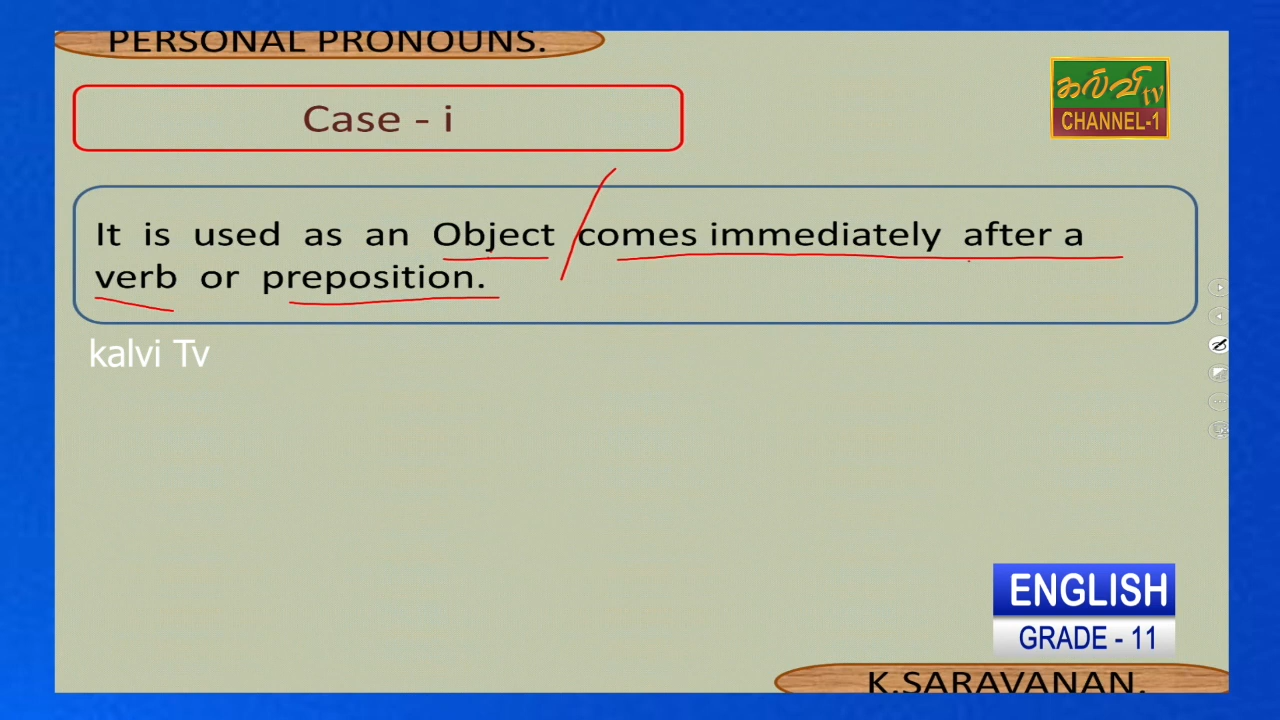 PERSONAL PRONOUNS.
Case - i
கல்வி tv
CHANNEL-1
It is used as an Object comes immediately after a
verb or preposition.
kalvi Tv
ENGLISH
GRADE - 11
K.SARAVANAN.